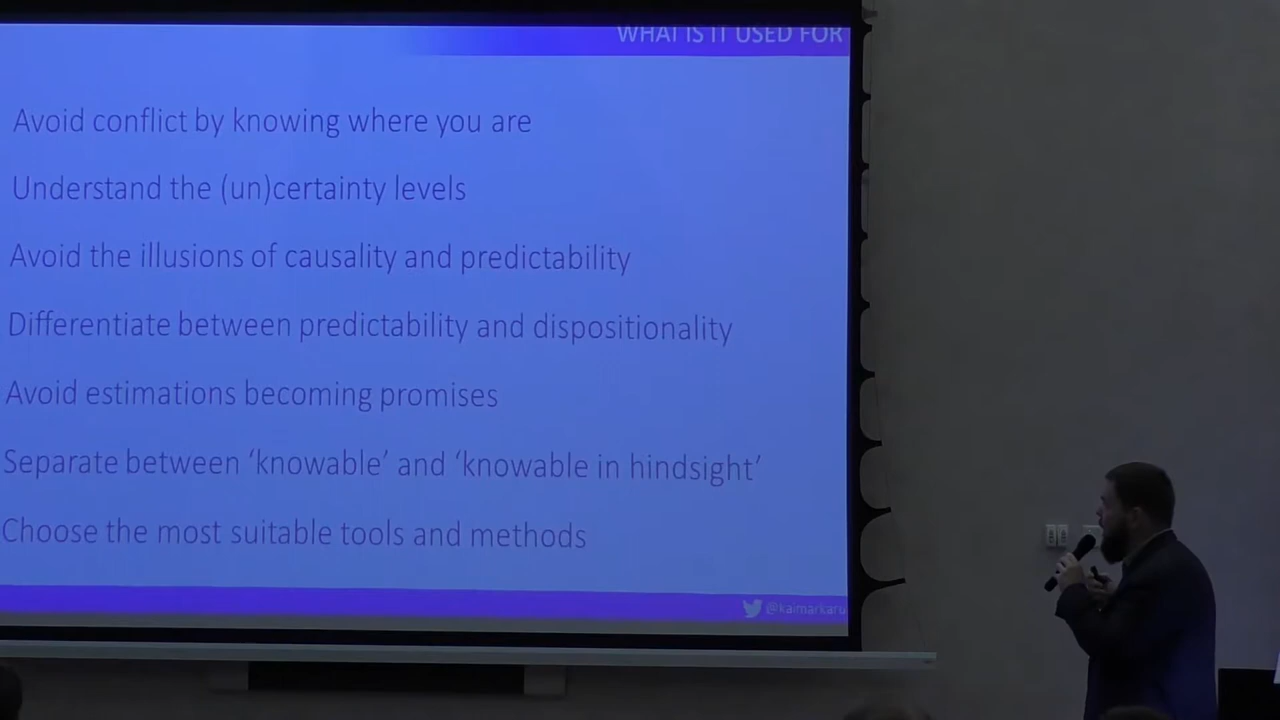 WHAT IS IT USED FOR
Avoid conflict by knowing where you are
Understand the (un)certainty levels
Avoid the illusions of causality and predictability
Differentiate between predictability and dispositionality
Avoid estimations becoming promises
Separate between ‘knowable’ and ‘knowable in hindsight’
Choose the most suitable tools and methods
@kaimarkaru